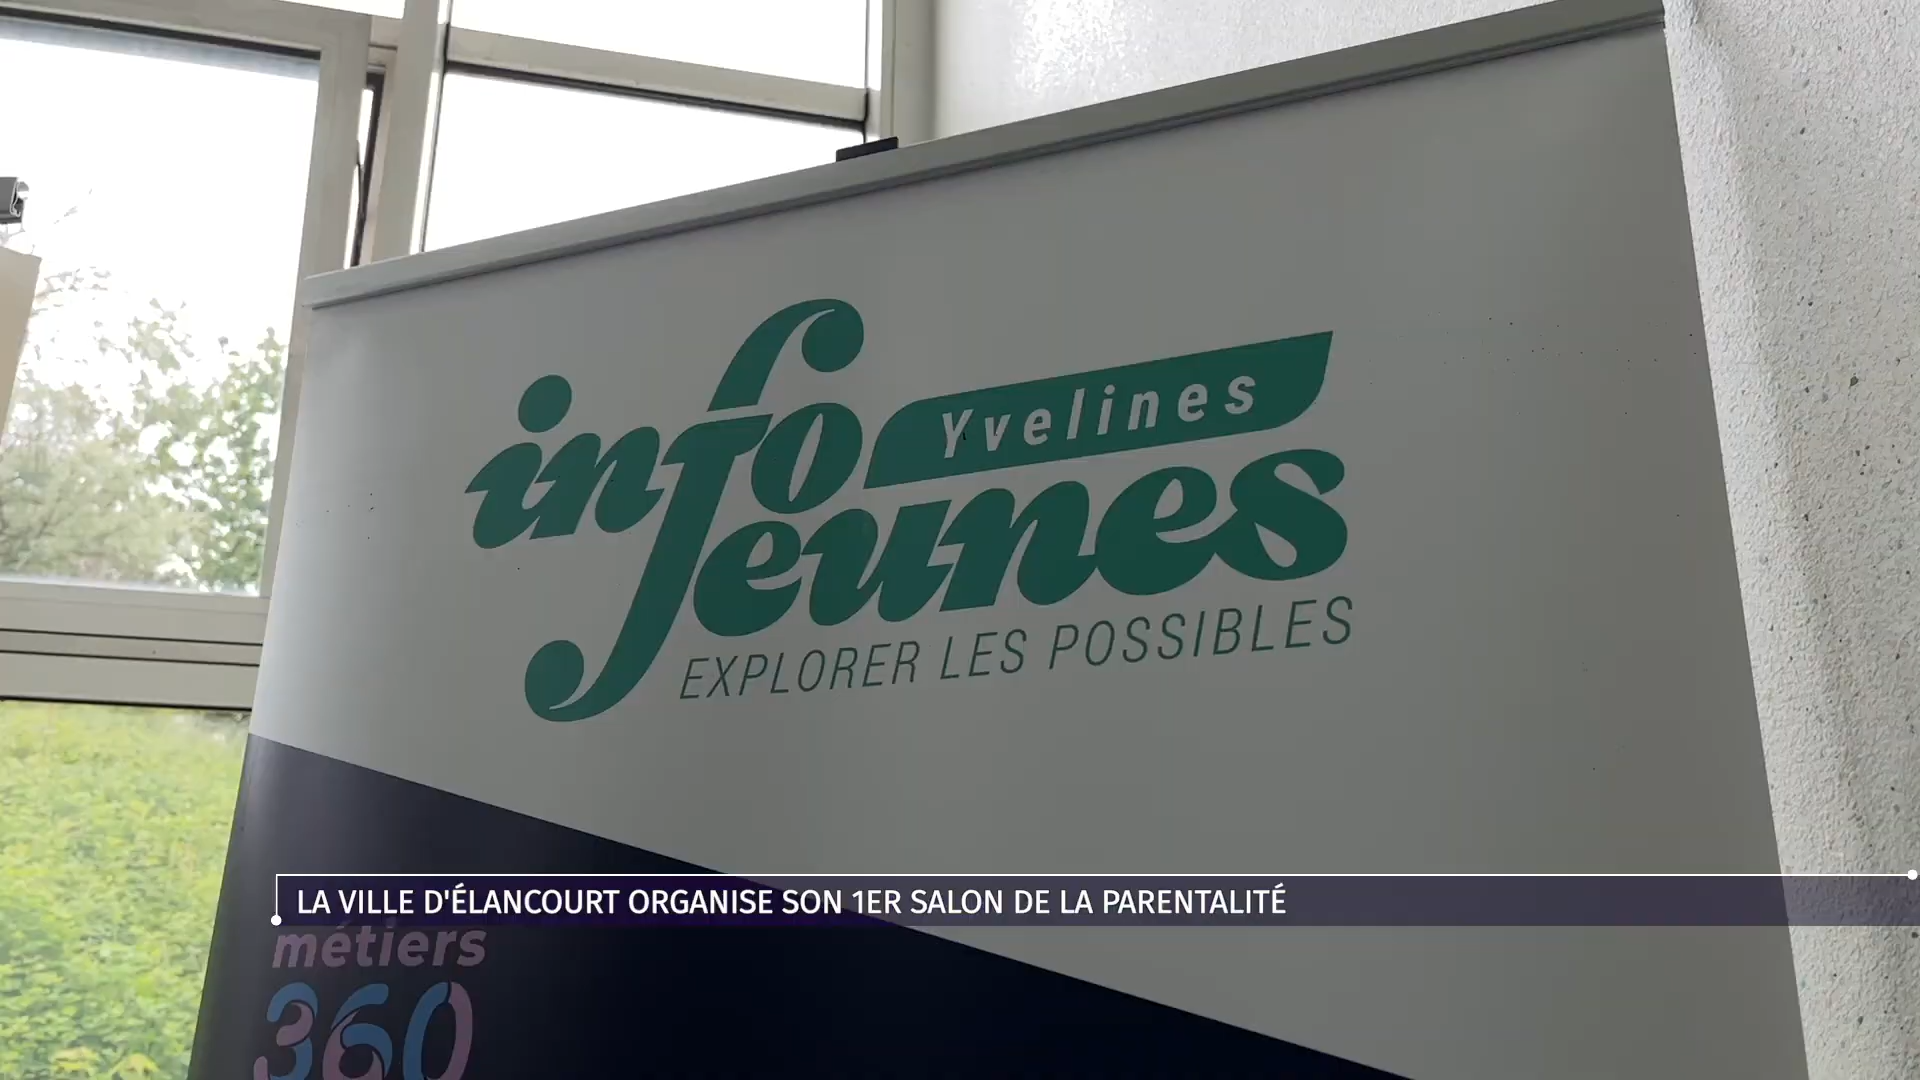 info
Yvelines
Jeunes
EXPLORER LES POSSIBLES
LA VILLE D'ÉLANCOURT ORGANISE SON 1ER SALON DE LA PARENTALITÉ
métiers
360